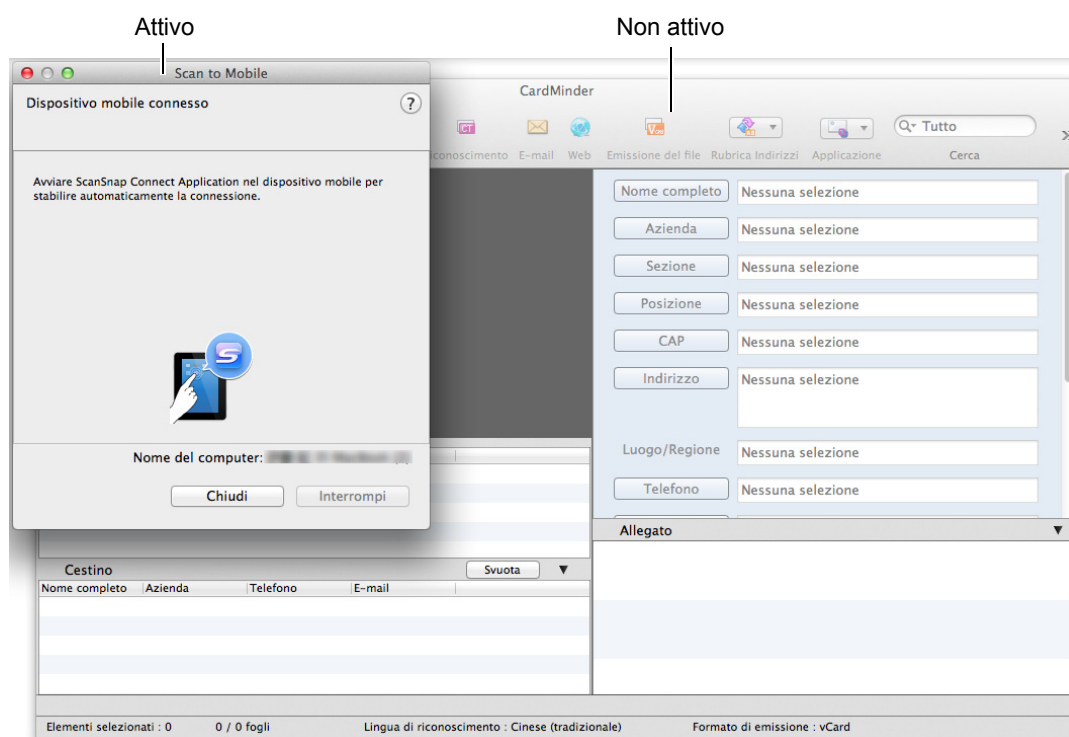 Attivo
Non attivo
Scan to Mobile
Dispositivo mobile connesso
?
Avviare ScanSnap Connect Application nel dispositivo mobile per
stabilire automaticamente la connessione.
S
Nome del computer:
Chiudi
Interrompi
CardMinder
Tutto
E-mail
Web
Emissione del file
Rubrica Indirizzi
Applicazione
Cerca
Nome completo
Nessuna selezione
Azienda
Nessuna selezione
Sezione
Nessuna selezione
Posizione
Nessuna selezione
CAP
Nessuna selezione
Indirizzo
Nessuna selezione
Luogo/Regione
Nessuna selezione
Telefono
Nessuna selezione
Allegato
Cestino
Svuota
Nome completo Azienda Telefono E-mail
Elementi selezionati : 0 0 / 0 fogli Lingua di riconoscimento : Cinese (tradizionale) Formato di emissione : vCard